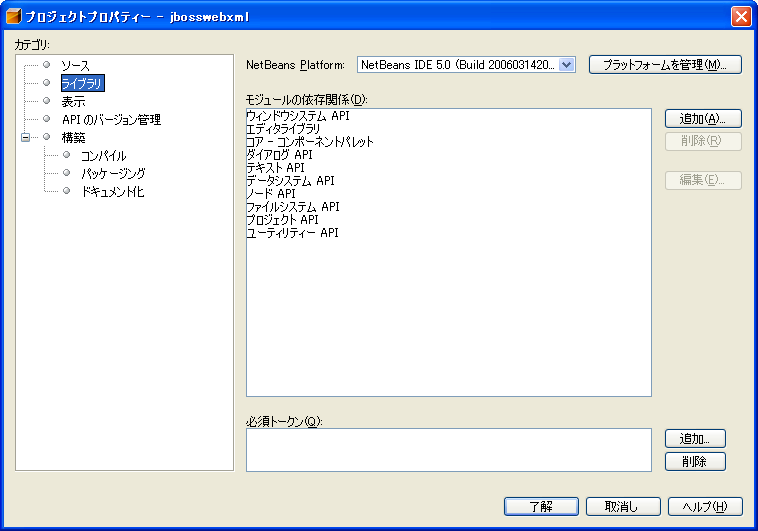 プロジェクトプロパティー - jbosswebxml
カテゴリ:
ソース
ライブラリ
表示
API のバージョン管理
構築
コンパイル
パッケージング
ドキュメント化
NetBeans Platform:
NetBeans IDE 5.0 (Build 2006031420...
プラットフォームを管理(M)...
モジュールの依存関係(D):
ウィンドウシステム API
エディタライブラリ
コア - コンポーネントパレット
ダイアログ API
テキスト API
データシステム API
ノード API
ファイルシステム API
プロジェクト API
ユーティリティー API
追加(A)...
削除(R)
編集(E)...
必須トークン(Q):
追加...
削除
了解
取消し
ヘルプ(H)